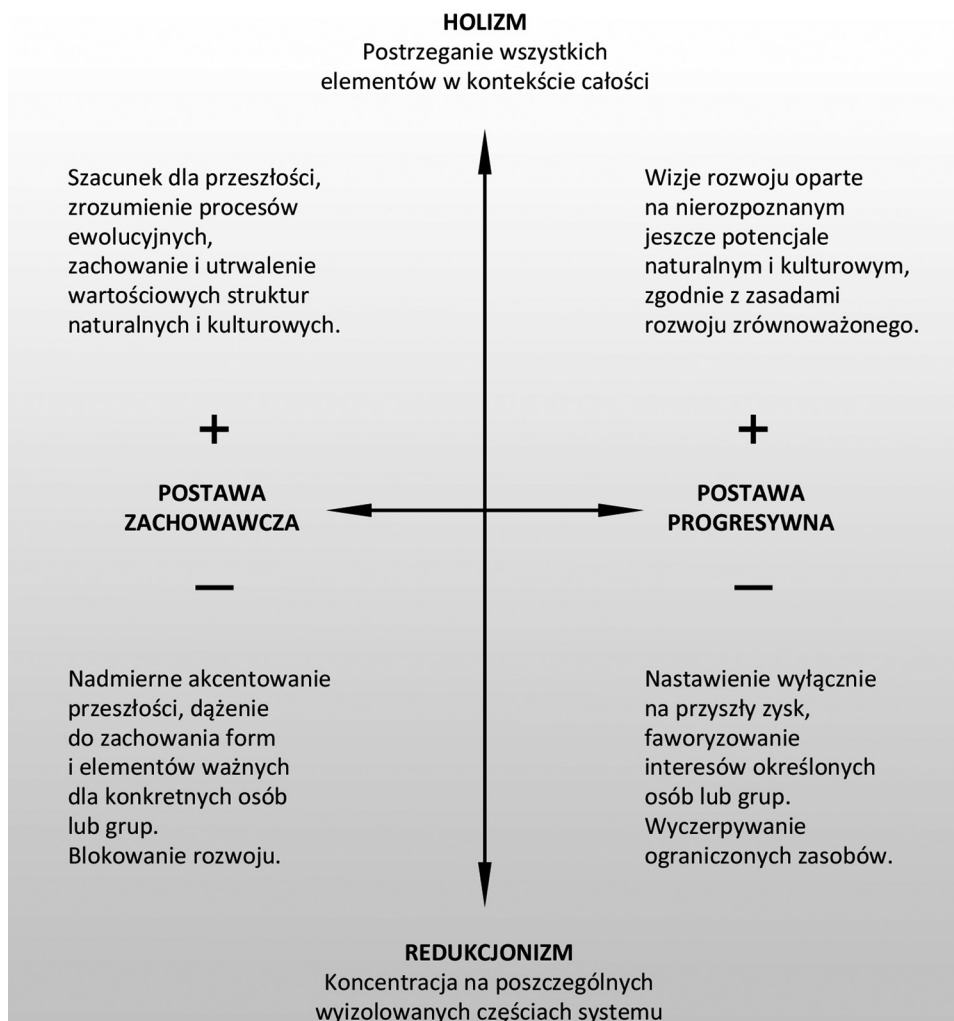 HOLIZM
Postrzeganie wszystkich
elementów w kontekście całości
Szacunek dla przeszłości,
zrozumienie procesów
ewolucyjnych,
zachowanie i utrwalenie
wartościowych struktur
naturalnych i kulturowych.
Wizje rozwoju oparte
na nierozpoznanym
jeszcze potencjale
naturalnym i kulturowym,
zgodnie z zasadami
rozwoju zrównoważonego.
+
+
POSTAWA
ZACHOWAWCZA
POSTAWA
PROGRESYWNA
—
—
Nadmierne akcentowanie
przeszłości, dążenie
do zachowania form
i elementów ważnych
dla konkretnych osób
lub grup.
Blokowanie rozwoju.
Nastawienie wyłącznie
na przyszły zysk,
faworyzowanie
interesów określonych
osób lub grup.
Wyczerpywanie
ograniczonych zasobów.
REDUKCJONIZM
Koncentracja na poszczególnych
wyizolowanych częściach systemu